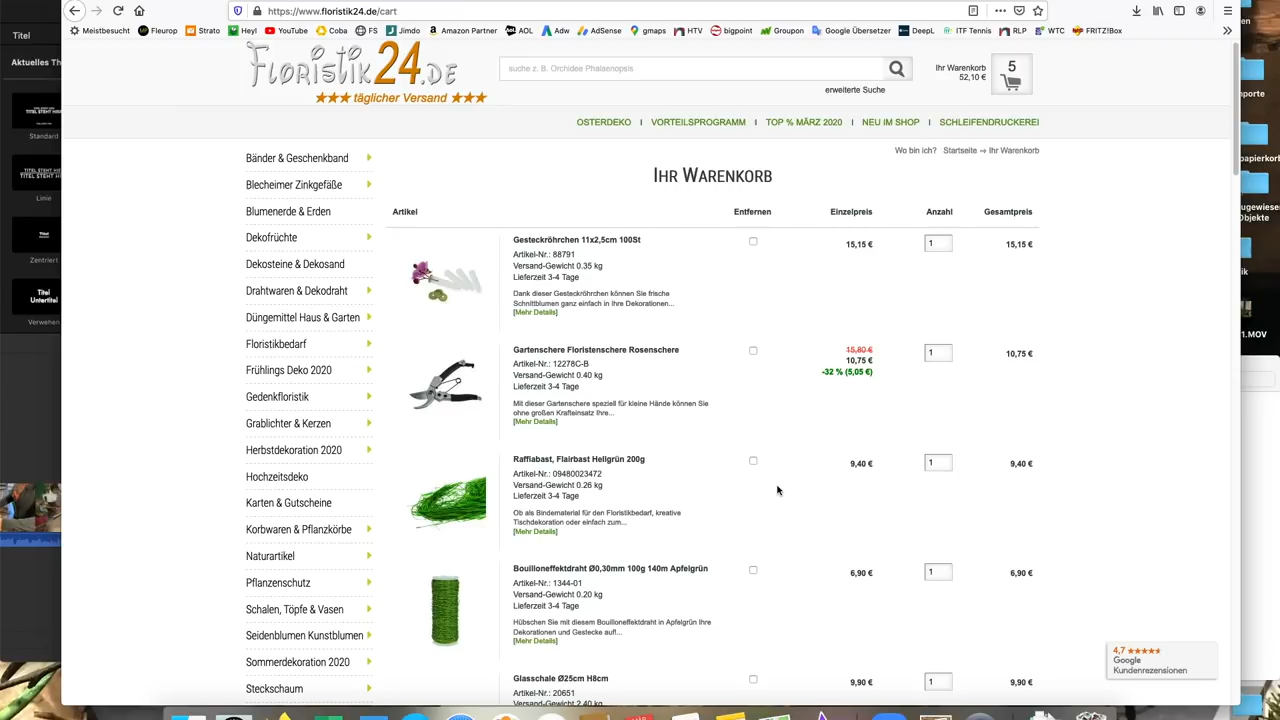 https://www.floristik24.de/cart
Meistbesucht Fleurop Strato Heyl YouTube Coba FS Jimdo Amazon Partner AOL Adw AdSense gmaps HTV bigpoint Groupon Google Übersetzer DeepL ITF Tennis RLP WTC FRITZ!Box
Titel
Aktuelles Th
Standard
Linie
Zentriert
Titel
Untertitel
Verwehen
FLORISTIK24.DE
★★★ täglicher Versand ★★★
suche z. B. Orchidee Phalaenopsis
erweiterte Suche
Ihr Warenkorb
52,10 €
5
OSTERDEKO | VORTEILSPROGRAMM | TOP % MÄRZ 2020 | NEU IM SHOP | SCHLEIFENDRUCKEREI
Wo bin ich? Startseite ⇒ Ihr Warenkorb
Bänder & Geschenkband
Blecheimer Zinkgefäße
Blumenerde & Erden
Dekofrüchte
Dekosteine & Dekosand
Drahtwaren & Dekodraht
Düngemittel Haus & Garten
Floristikbedarf
Frühlings Deko 2020
Gedenkfloristik
Grablichter & Kerzen
Herbstdekoration 2020
Hochzeitsdeko
Karten & Gutscheine
Korbwaren & Pflanzkörbe
Naturartikel
Pflanzenschutz
Schalen, Töpfe & Vasen
Seidenblumen Kunstblumen
Sommerdekoration 2020
Steckschaum
IHR WARENKORB
Artikel Entfernen Einzelpreis Anzahl Gesamtpreis
Gesteckröhrchen 11x2,5cm 100St
Artikel-Nr.: 88791
Versand-Gewicht 0.35 kg
Lieferzeit 3-4 Tage
Dank dieser Gesteckröhrchen können Sie frische
Schnittblumen ganz einfach in Ihre Dekorationen...
[Mehr Details]
15,15 € 1 15,15 €
Gartenschere Floristenschere Rosenschere
Artikel-Nr.: 12278C-B
Versand-Gewicht 0.40 kg
Lieferzeit 3-4 Tage
Mit dieser Gartenschere speziell für kleine Hände können Sie
ohne großen Krafteinsatz Ihre...
[Mehr Details]
15,80 €
10,75 € 1 10,75 €
-32 % (5,05 €)
Raffiabast, Flairbast Hellgrün 200g
Artikel-Nr.: 09480023472
Versand-Gewicht 0.26 kg
Lieferzeit 3-4 Tage
Ob als Bindematerial für den Floristikbedarf, kreative
Tischdekoration oder einfach zum...
[Mehr Details]
9,40 € 1 9,40 €
Bouilloneffektdraht Ø0,30mm 100g 140m Apfelgrün
Artikel-Nr.: 1344-01
Versand-Gewicht 0.20 kg
Lieferzeit 3-4 Tage
Hübschen Sie mit diesem Bouilloneffektdraht in Apfelgrün Ihre
Dekorationen und Gestecke auf!...
[Mehr Details]
6,90 € 1 6,90 €
Glasschale Ø25cm H8cm
Artikel-Nr.: 20651
Versand-Gewicht 2.40 kg
9,90 € 1 9,90 €
4,7 ★★★★★
Google
Kundenrezensionen
mporte
apierkorl
ugewiese
bjekte
1.MOV